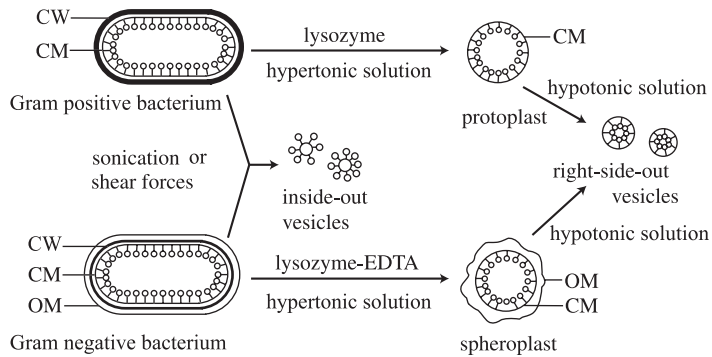 CW
CM
Gram positive bacterium
lysozyme
hypertonic solution
CM
protoplast
hypotonic solution
sonication or
shear forces
inside-out
vesicles
right-side-out
vesicles
hypotonic solution
CW
CM
OM
Gram negative bacterium
lysozyme-EDTA
hypertonic solution
OM
CM
spheroplast